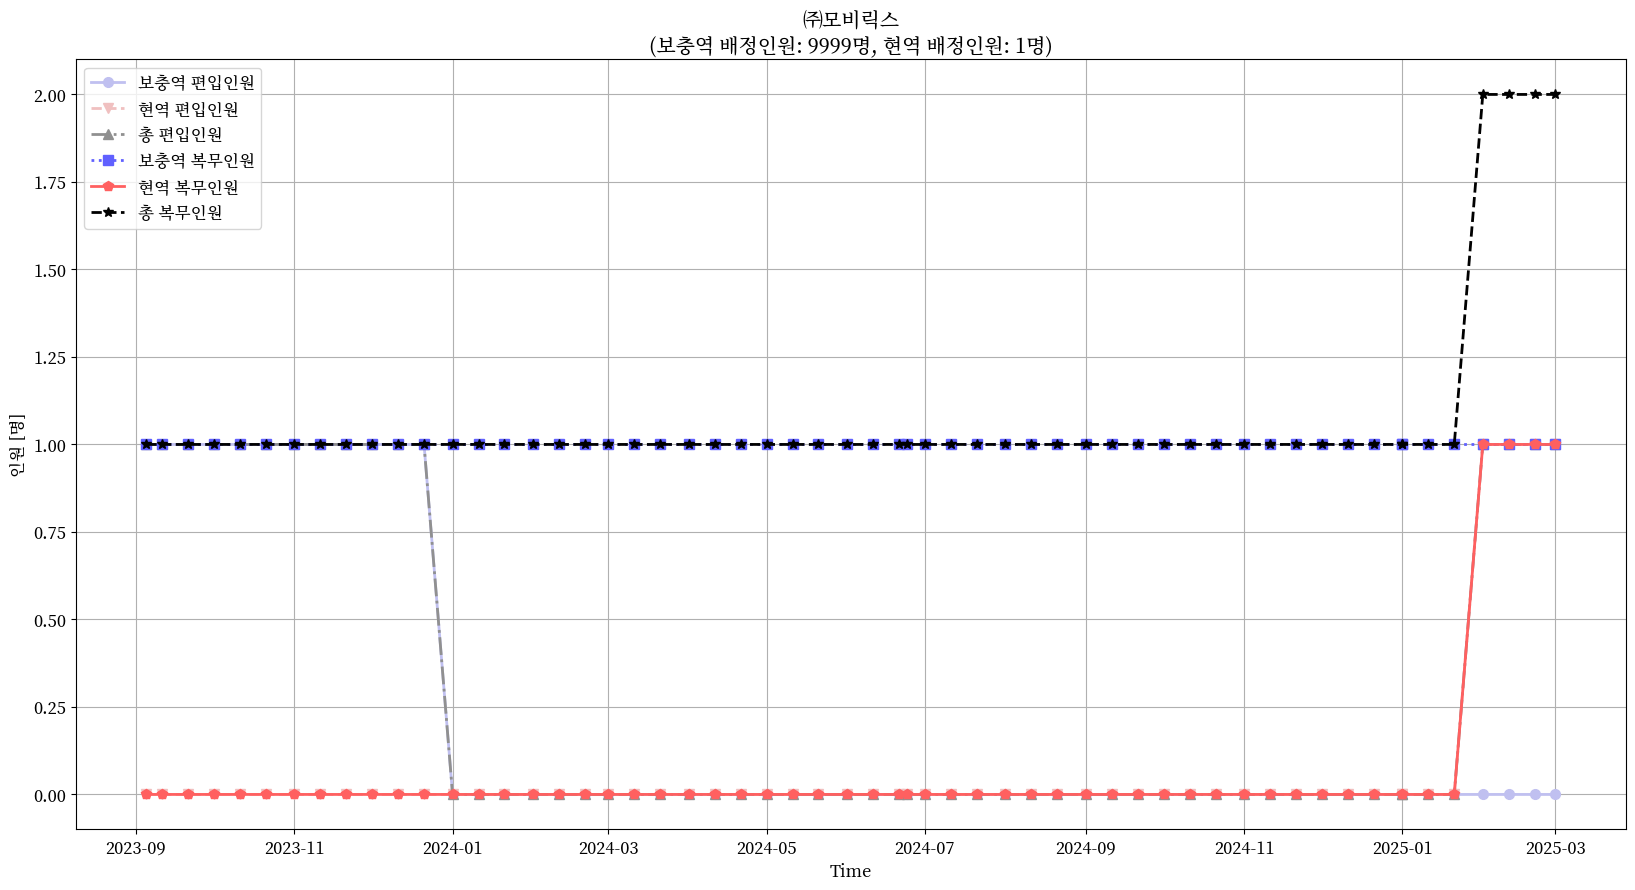 ㈜모비릭스
(보충역 배정인원: 9999명, 현역 배정인원: 1명)
보충역 편입인원
현역 편입인원
총 편입인원
보충역 복무인원
현역 복무인원
총 복무인원
인원 [명]
2.00
1.75
1.50
1.25
1.00
0.75
0.50
0.25
0.00
2023-09
2023-11
2024-01
2024-03
2024-05
2024-07
2024-09
2024-11
2025-01
2025-03
Time